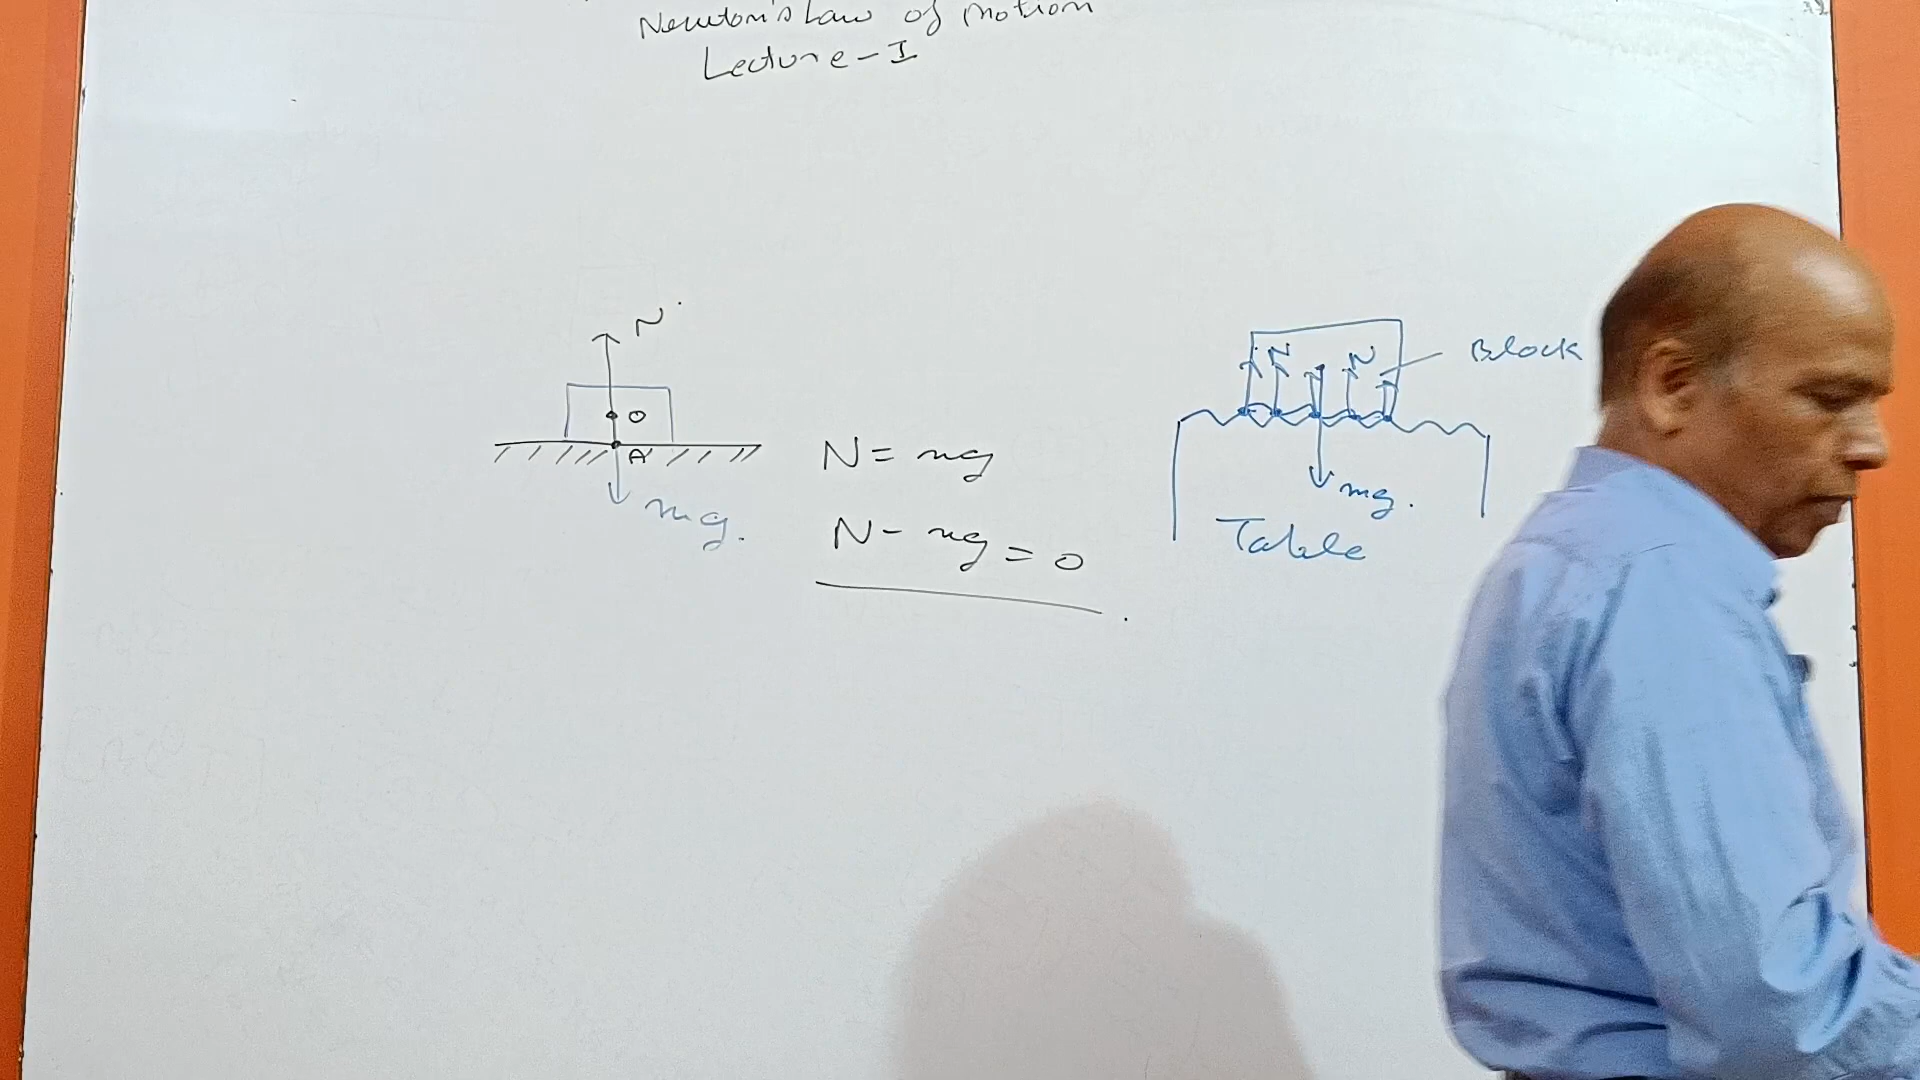 Newton's Law of motion
Lecture-I
N
O
A
mg.
N = mg
N - mg = 0
N
N
Block
mg.
Table